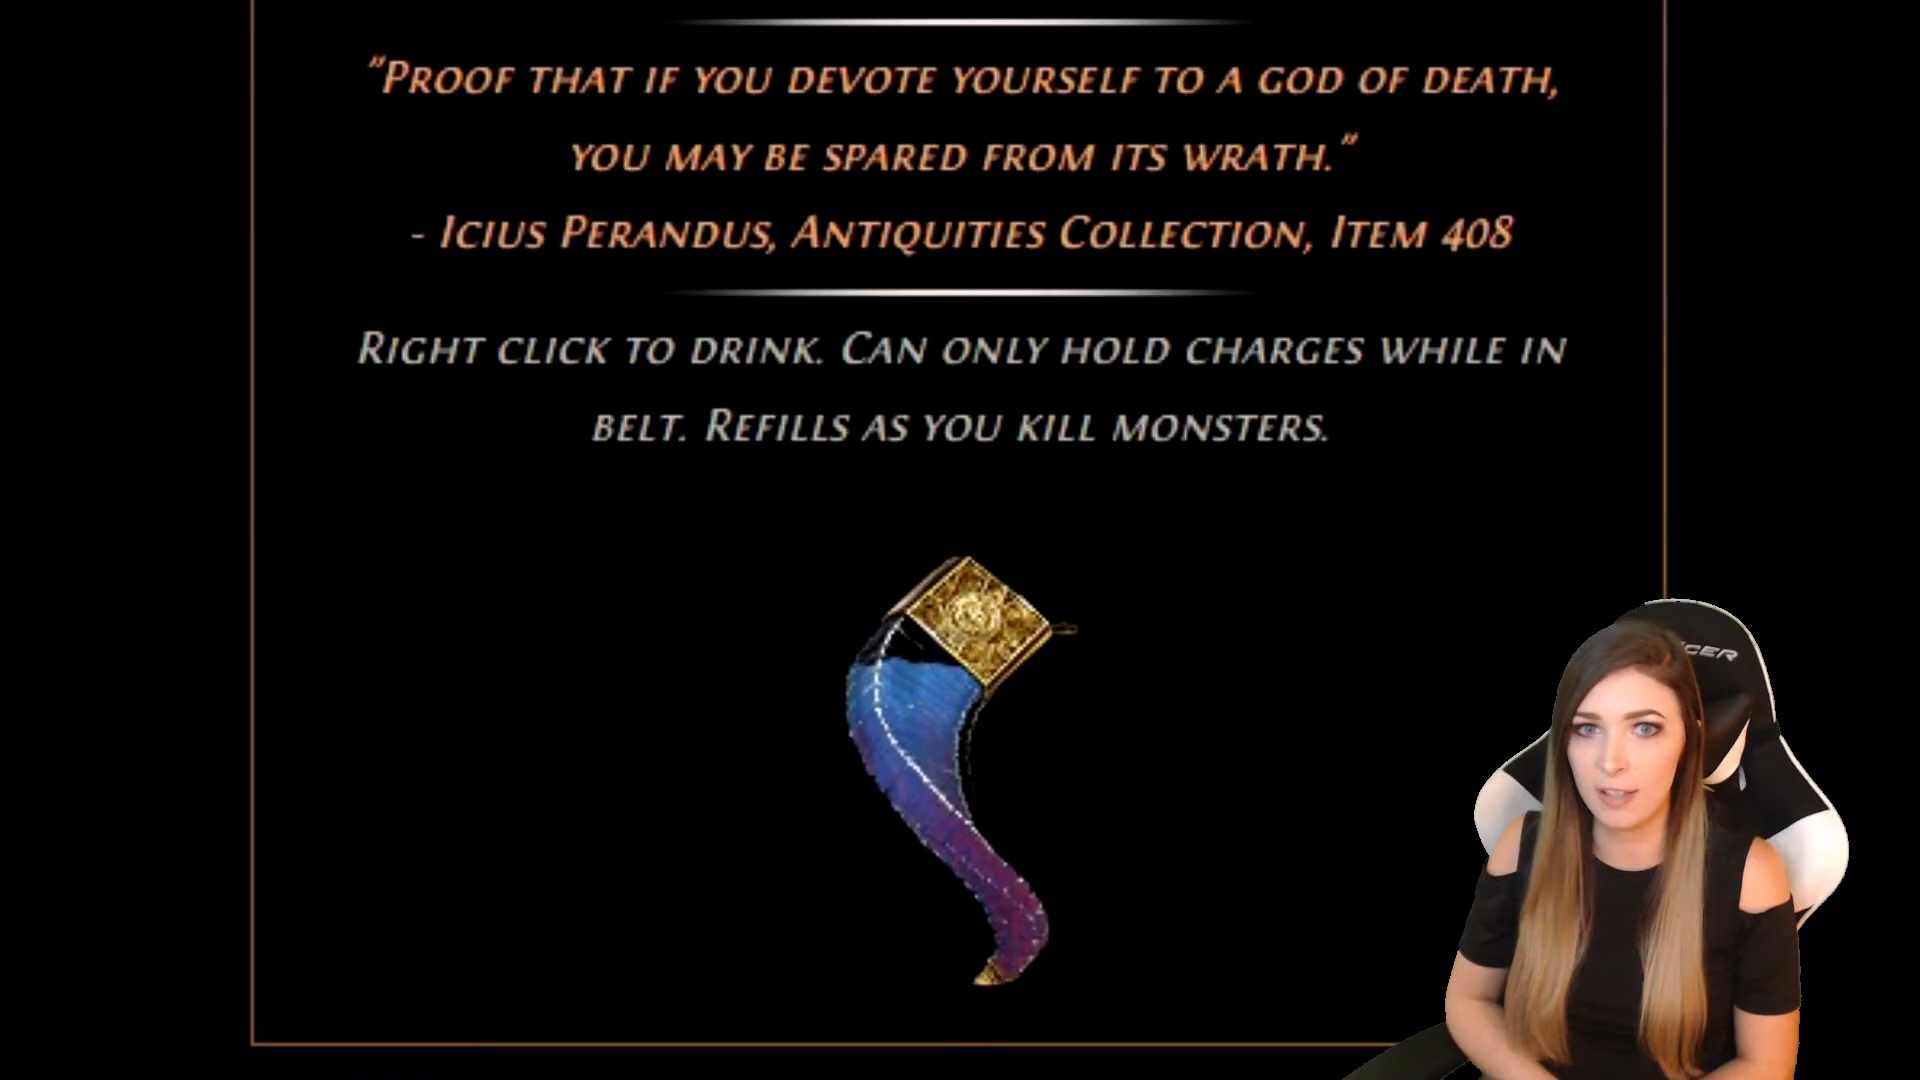 "Proof that if you devote yourself to a god of death,
you may be spared from its wrath."
- Icius Perandus, Antiquities Collection, Item 408
Right click to drink. Can only hold charges while in
belt. Refills as you kill monsters.